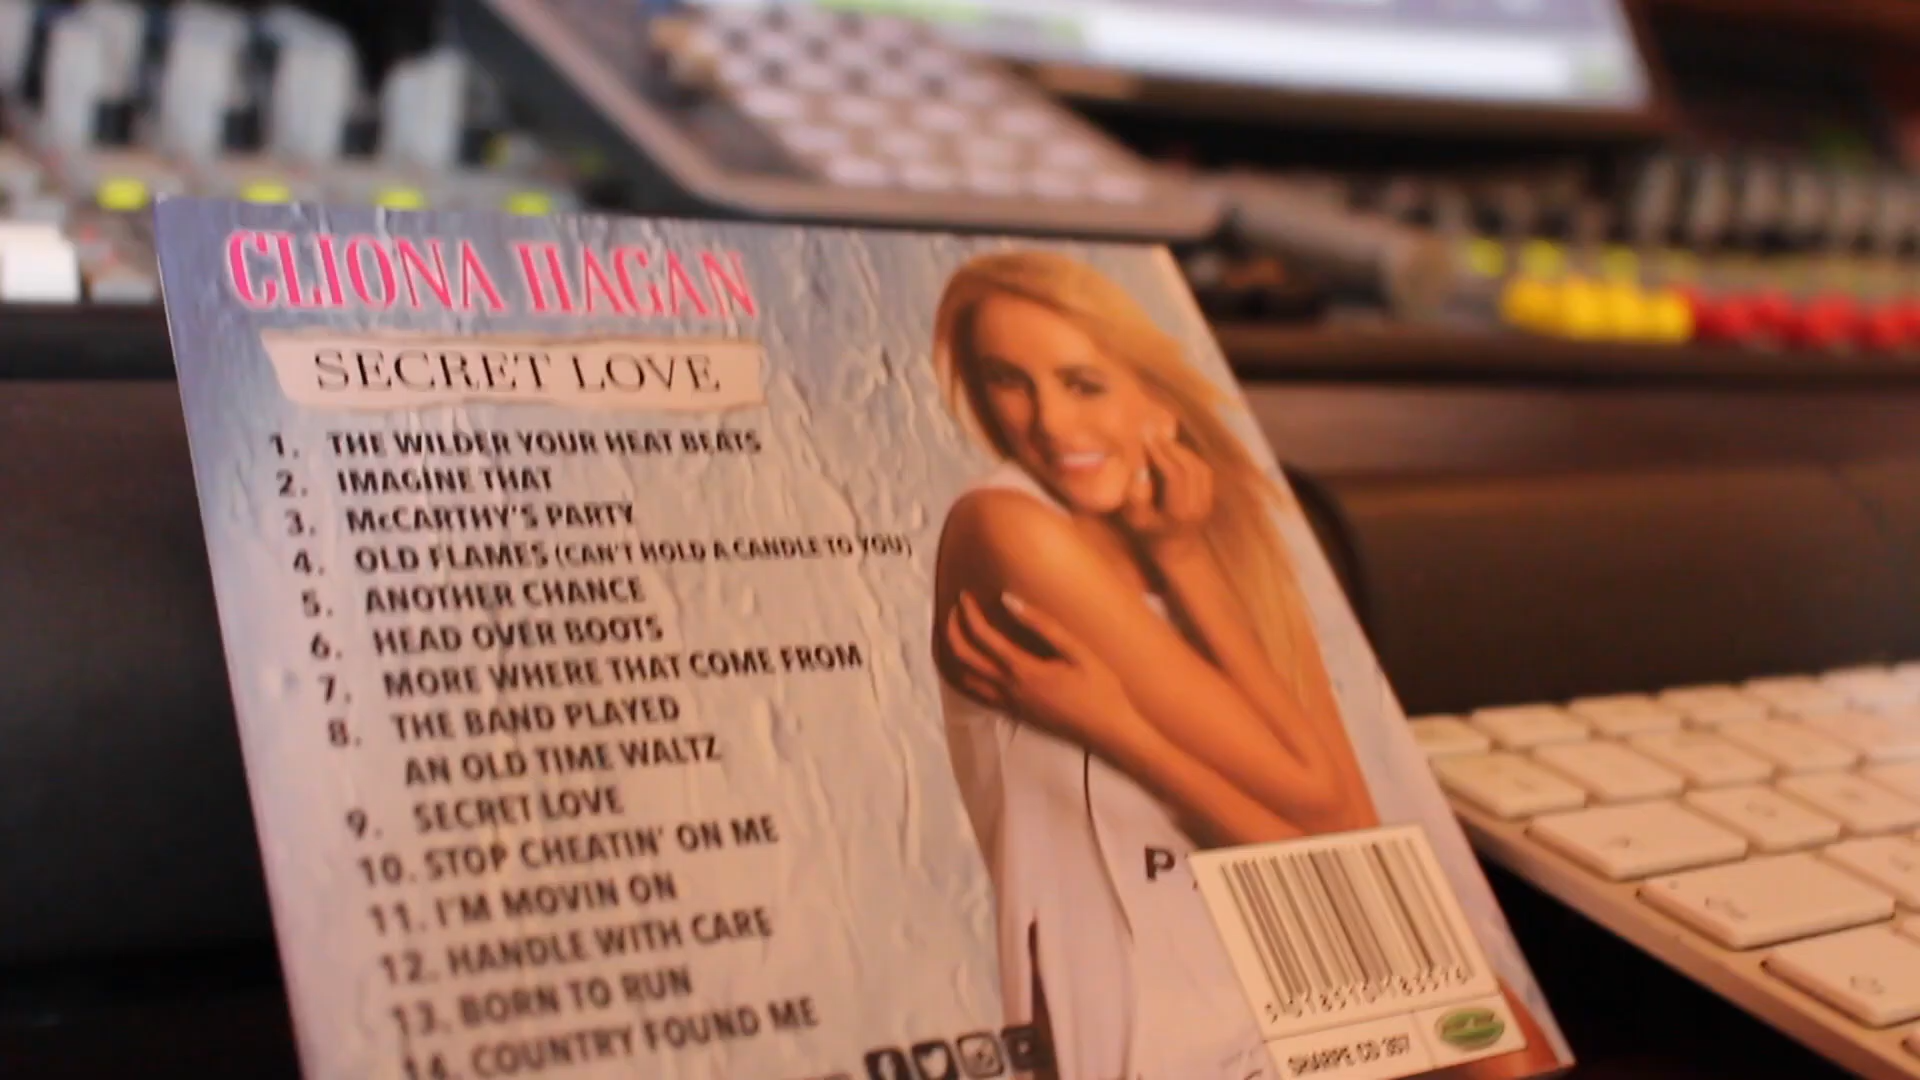 CLIONA HAGAN
SECRET LOVE
1. THE WILDER YOUR HEAT BEATS
2. IMAGINE THAT
3. McCARTHY'S PARTY
4. OLD FLAMES (CAN'T HOLD A CANDLE TO YOU)
5. ANOTHER CHANCE
6. HEAD OVER BOOTS
7. MORE WHERE THAT COME FROM
8. THE BAND PLAYED
AN OLD TIME WALTZ
9. SECRET LOVE
10. STOP CHEATIN' ON ME
11. I'M MOVIN ON
12. HANDLE WITH CARE
13. BORN TO RUN
14. COUNTRY FOUND ME
P
SHARPE CD 357